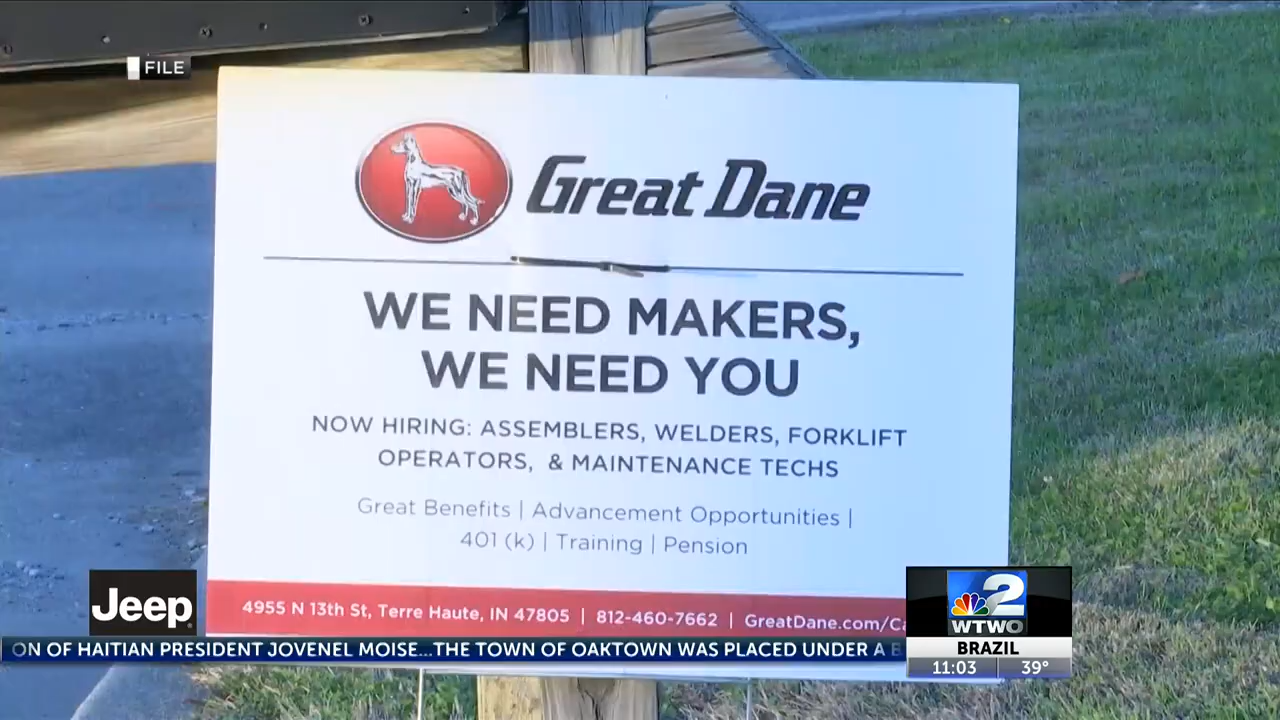 FILE
Great Dane
WE NEED MAKERS,
WE NEED YOU
NOW HIRING: ASSEMBLERS, WELDERS, FORKLIFT
OPERATORS, & MAINTENANCE TECHS
Great Benefits | Advancement Opportunities |
401 (k) | Training | Pension
4955 N 13th St, Terre Haute, IN 47805 | 812-460-7662 | GreatDane.com/
Jeep
2
WTWO
BRAZIL
11:03 39°
ON OF HAITIAN PRESIDENT JOVENEL MOISE...THE TOWN OF OAKTOWN WAS PLACED UNDER A